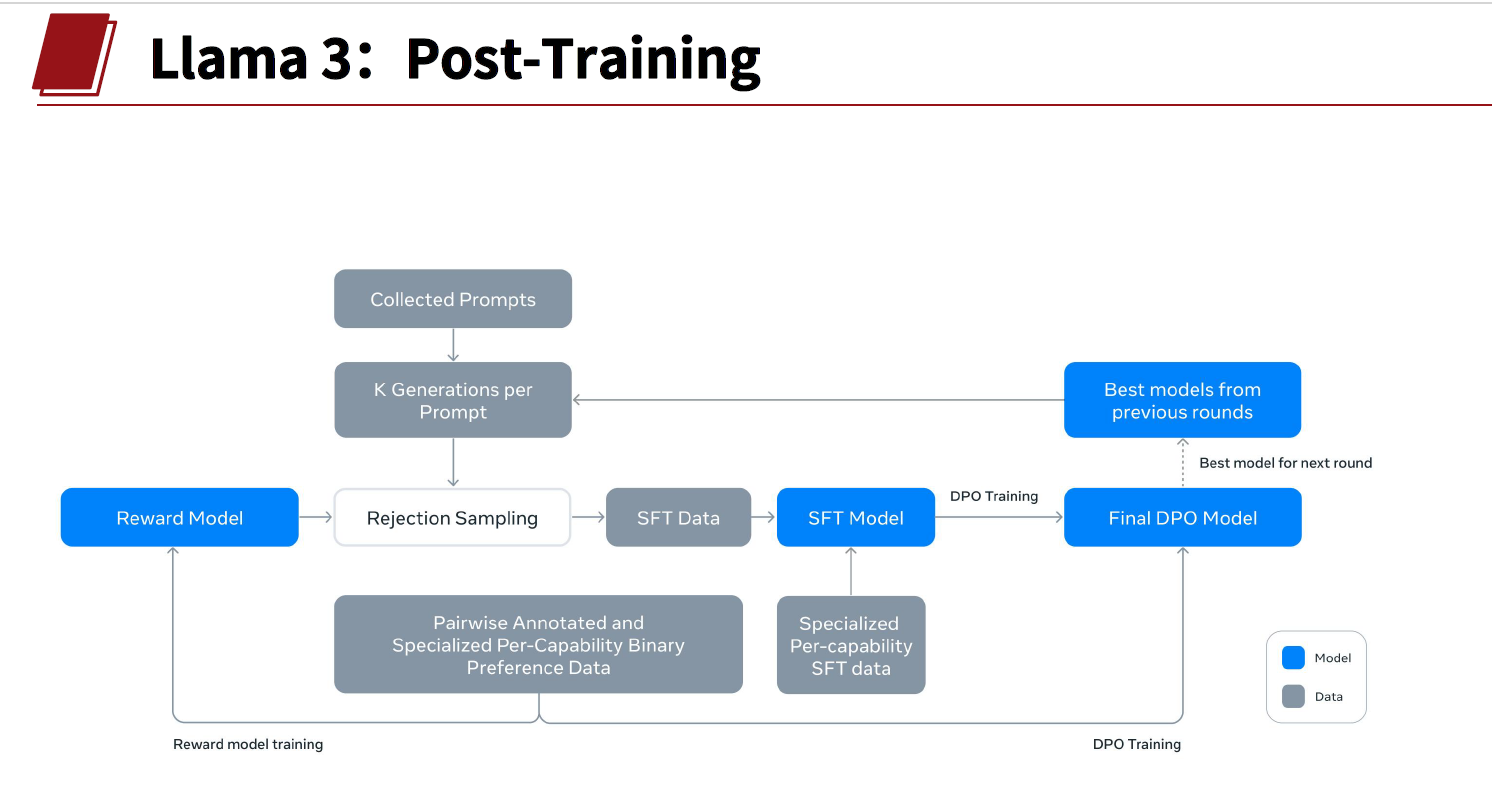 Llama 3：Post-Training
Collected Prompts
K Generations per
Prompt
Best models from
previous rounds
Best model for next round
Reward Model
Rejection Sampling
SFT Data
SFT Model
DPO Training
Final DPO Model
Pairwise Annotated and
Specialized Per-Capability Binary
Preference Data
Specialized
Per-capability
SFT data
Model
Data
Reward model training
DPO Training